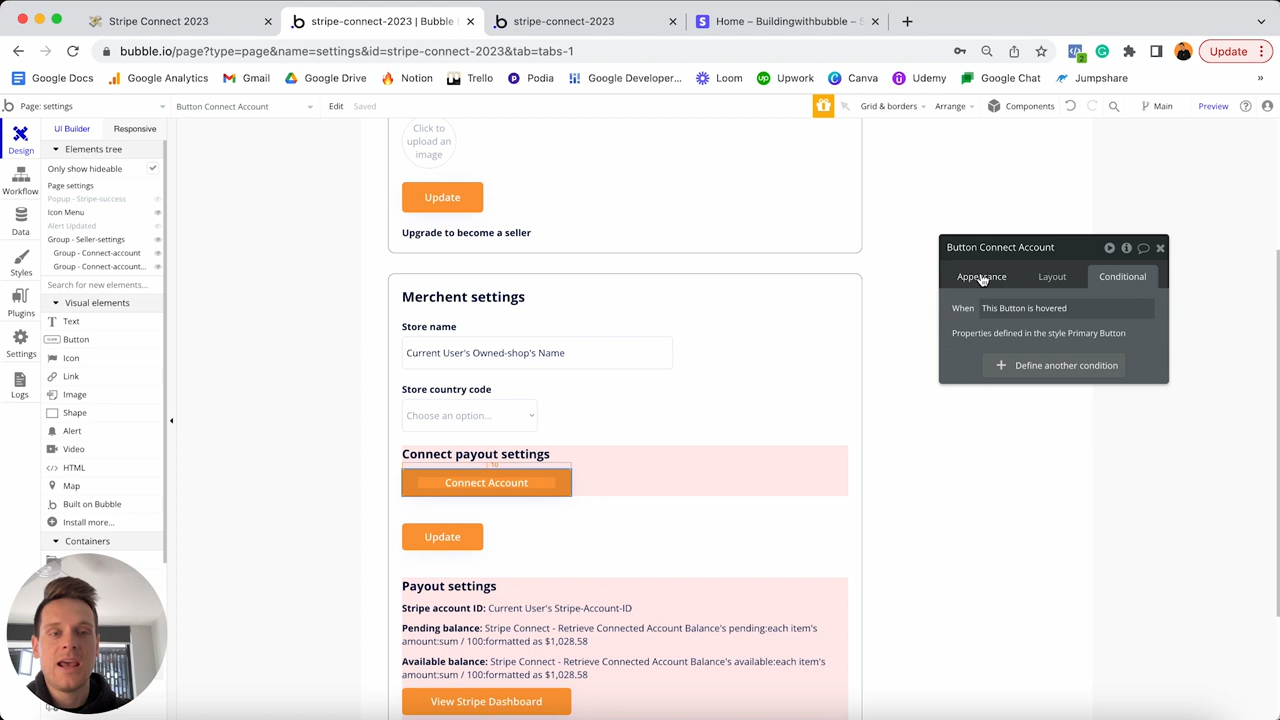 Stripe Connect 2023
stripe-connect-2023 | Bubble
stripe-connect-2023
Home – Buildingwithbubble – S
bubble.io/page?type=page&name=settings&id=stripe-connect-2023&tab=tabs-1
2
Update
Google Docs
Google Analytics
Gmail
Google Drive
Notion
Trello
Podia
Google Developer...
Loom
Upwork
Canva
Udemy
Google Chat
Jumpshare
»
Page: settings
Button Connect Account
Edit
Saved
Grid & borders
Arrange
Components
Main
Preview
Design
Workflow
Data
Styles
Plugins
Settings
Logs
UI Builder
Responsive
Elements tree
Only show hideable
Page settings
Popup - Stripe-success
Icon Menu
Alert Updated
Group - Seller-settings
Group - Connect-account
Group - Connect-account...
Search for new elements...
Visual elements
Text
Button
Icon
Link
Image
Shape
Alert
Video
HTML
Map
Built on Bubble
Install more...
Containers
Click to
upload an
image
Update
Upgrade to become a seller
Merchent settings
Store name
Current User's Owned-shop's Name
Store country code
Choose an option...
Connect payout settings
10
Connect Account
Update
Payout settings
Stripe account ID: Current User's Stripe-Account-ID
Pending balance: Stripe Connect - Retrieve Connected Account Balance's pending:each item's
amount:sum / 100:formatted as $1,028.58
Available balance: Stripe Connect - Retrieve Connected Account Balance's available:each item's
amount:sum / 100:formatted as $1,028.58
View Stripe Dashboard
Button Connect Account
Appearance
Layout
Conditional
When
This Button is hovered
Properties defined in the style Primary Button
Define another condition